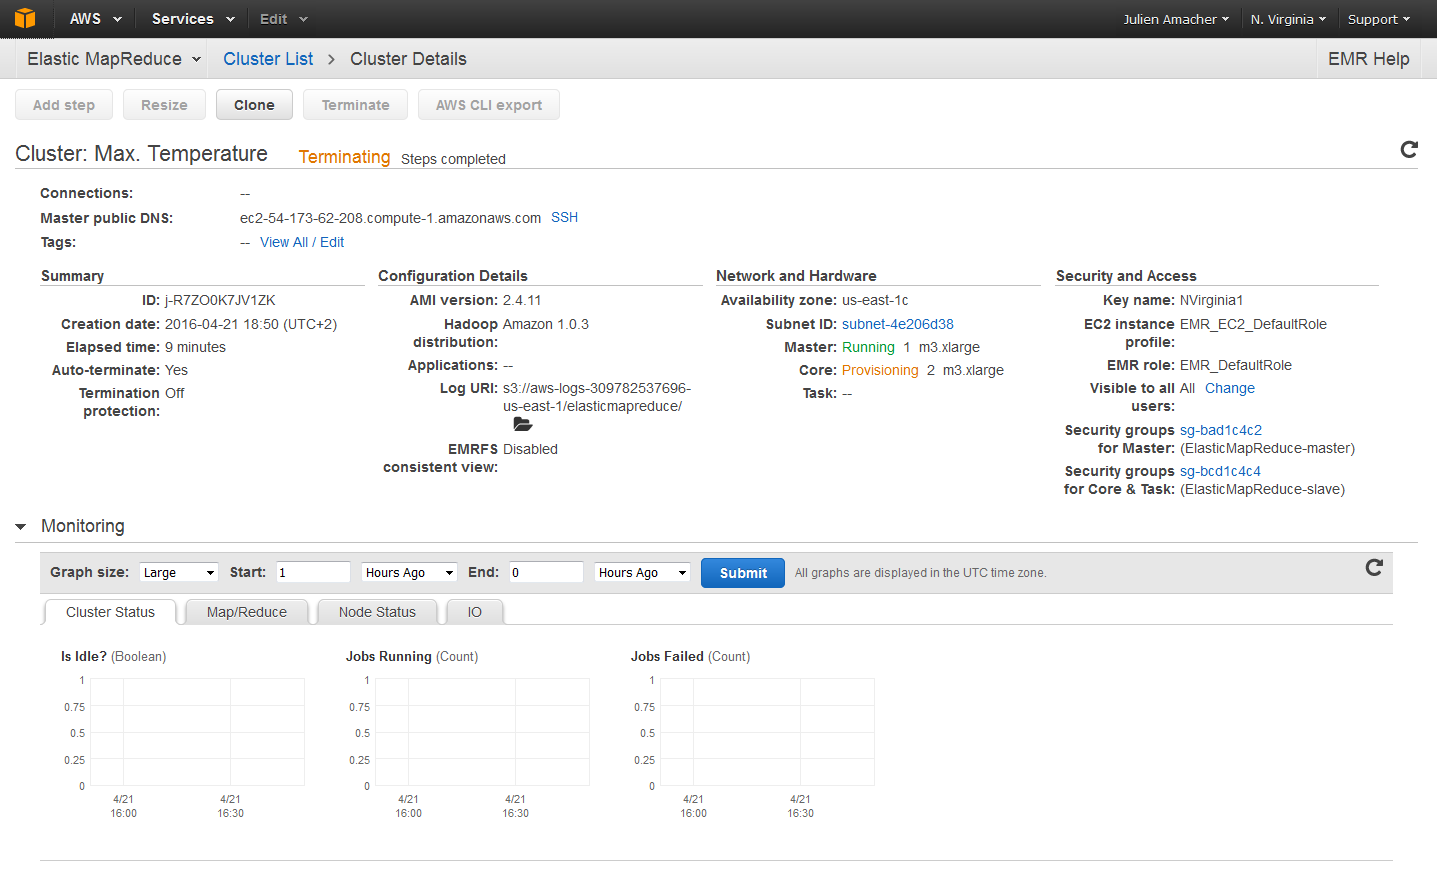 AWS Services Edit Julien Amacher N. Virginia Support
Elastic MapReduce Cluster List > Cluster Details EMR Help
Add step Resize Clone Terminate AWS CLI export
Cluster: Max. Temperature Terminating Steps completed
Connections: --
Master public DNS: ec2-54-173-62-208.compute-1.amazonaws.com SSH
Tags: -- View All / Edit
Summary
ID: j-R7ZO0K7JV1ZK
Creation date: 2016-04-21 18:50 (UTC+2)
Elapsed time: 9 minutes
Auto-terminate: Yes
Termination Off
protection:
Configuration Details
AMI version: 2.4.11
Hadoop Amazon 1.0.3
distribution:
Applications: --
Log URI: s3://aws-logs-309782537696-
us-east-1/elasticmapreduce/
EMRFS Disabled
consistent view:
Network and Hardware
Availability zone: us-east-1c
Subnet ID: subnet-4e206d38
Master: Running 1 m3.xlarge
Core: Provisioning 2 m3.xlarge
Task: --
Security and Access
Key name: NVirginia1
EC2 instance EMR_EC2_DefaultRole
profile:
EMR role: EMR_DefaultRole
Visible to all All Change
users:
Security groups sg-bad1c4c2
for Master: (ElasticMapReduce-master)
Security groups sg-bcd1c4c4
for Core & Task: (ElasticMapReduce-slave)
Monitoring
Graph size: Large Start: 1 Hours Ago End: 0 Hours Ago Submit All graphs are displayed in the UTC time zone.
Cluster Status Map/Reduce Node Status IO
Is Idle? (Boolean)
1
0.75
0.5
0.25
0
4/21 4/21
16:00 16:30
Jobs Running (Count)
1
0.75
0.5
0.25
0
4/21 4/21
16:00 16:30
Jobs Failed (Count)
1
0.75
0.5
0.25
0
4/21 4/21
16:00 16:30